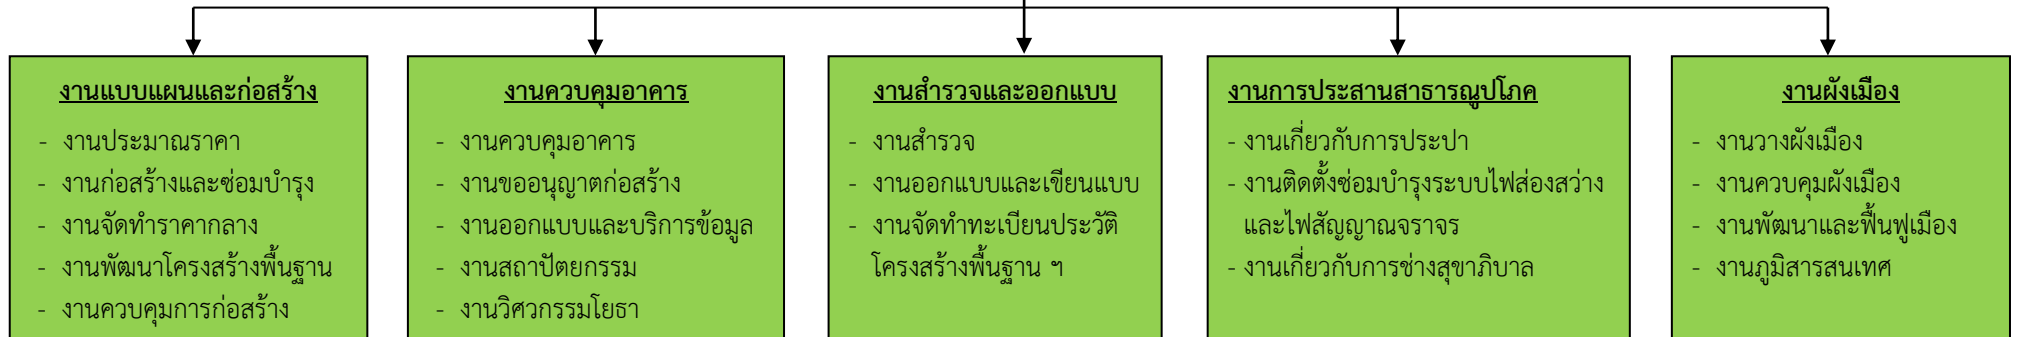 งานแบบแผนและก่อสร้าง
- งานประมาณราคา
- งานก่อสร้างและซ่อมบำรุง
- งานจัดทำราคากลาง
- งานพัฒนาโครงสร้างพื้นฐาน
- งานควบคุมการก่อสร้าง
งานควบคุมอาคาร
- งานควบคุมอาคาร
- งานขออนุญาตก่อสร้าง
- งานออกแบบและบริการข้อมูล
- งานสถาปัตยกรรม
- งานวิศวกรรมโยธา
งานสำรวจและออกแบบ
- งานสำรวจ
- งานออกแบบและเขียนแบบ
- งานจัดทำทะเบียนประวัติ
โครงสร้างพื้นฐาน ฯ
งานการประสานสาธารณูปโภค
- งานเกี่ยวกับการประปา
- งานติดตั้งซ่อมบำรุงระบบไฟส่องสว่าง
และไฟสัญญาณจราจร
- งานเกี่ยวกับการช่างสุขาภิบาล
งานผังเมือง
- งานวางผังเมือง
- งานควบคุมผังเมือง
- งานพัฒนาและฟื้นฟูเมือง
- งานภูมิสารสนเทศ